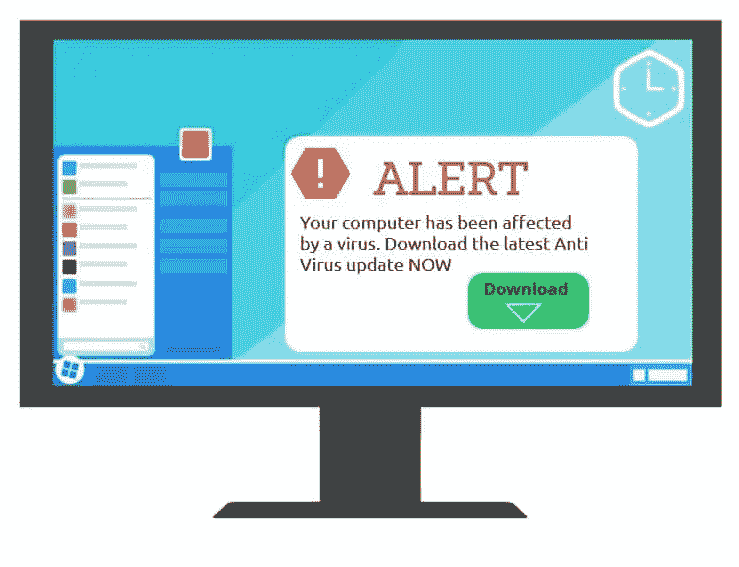 !
ALERT
Your computer has been affected
by a virus. Download the latest Anti
Virus update NOW
Download